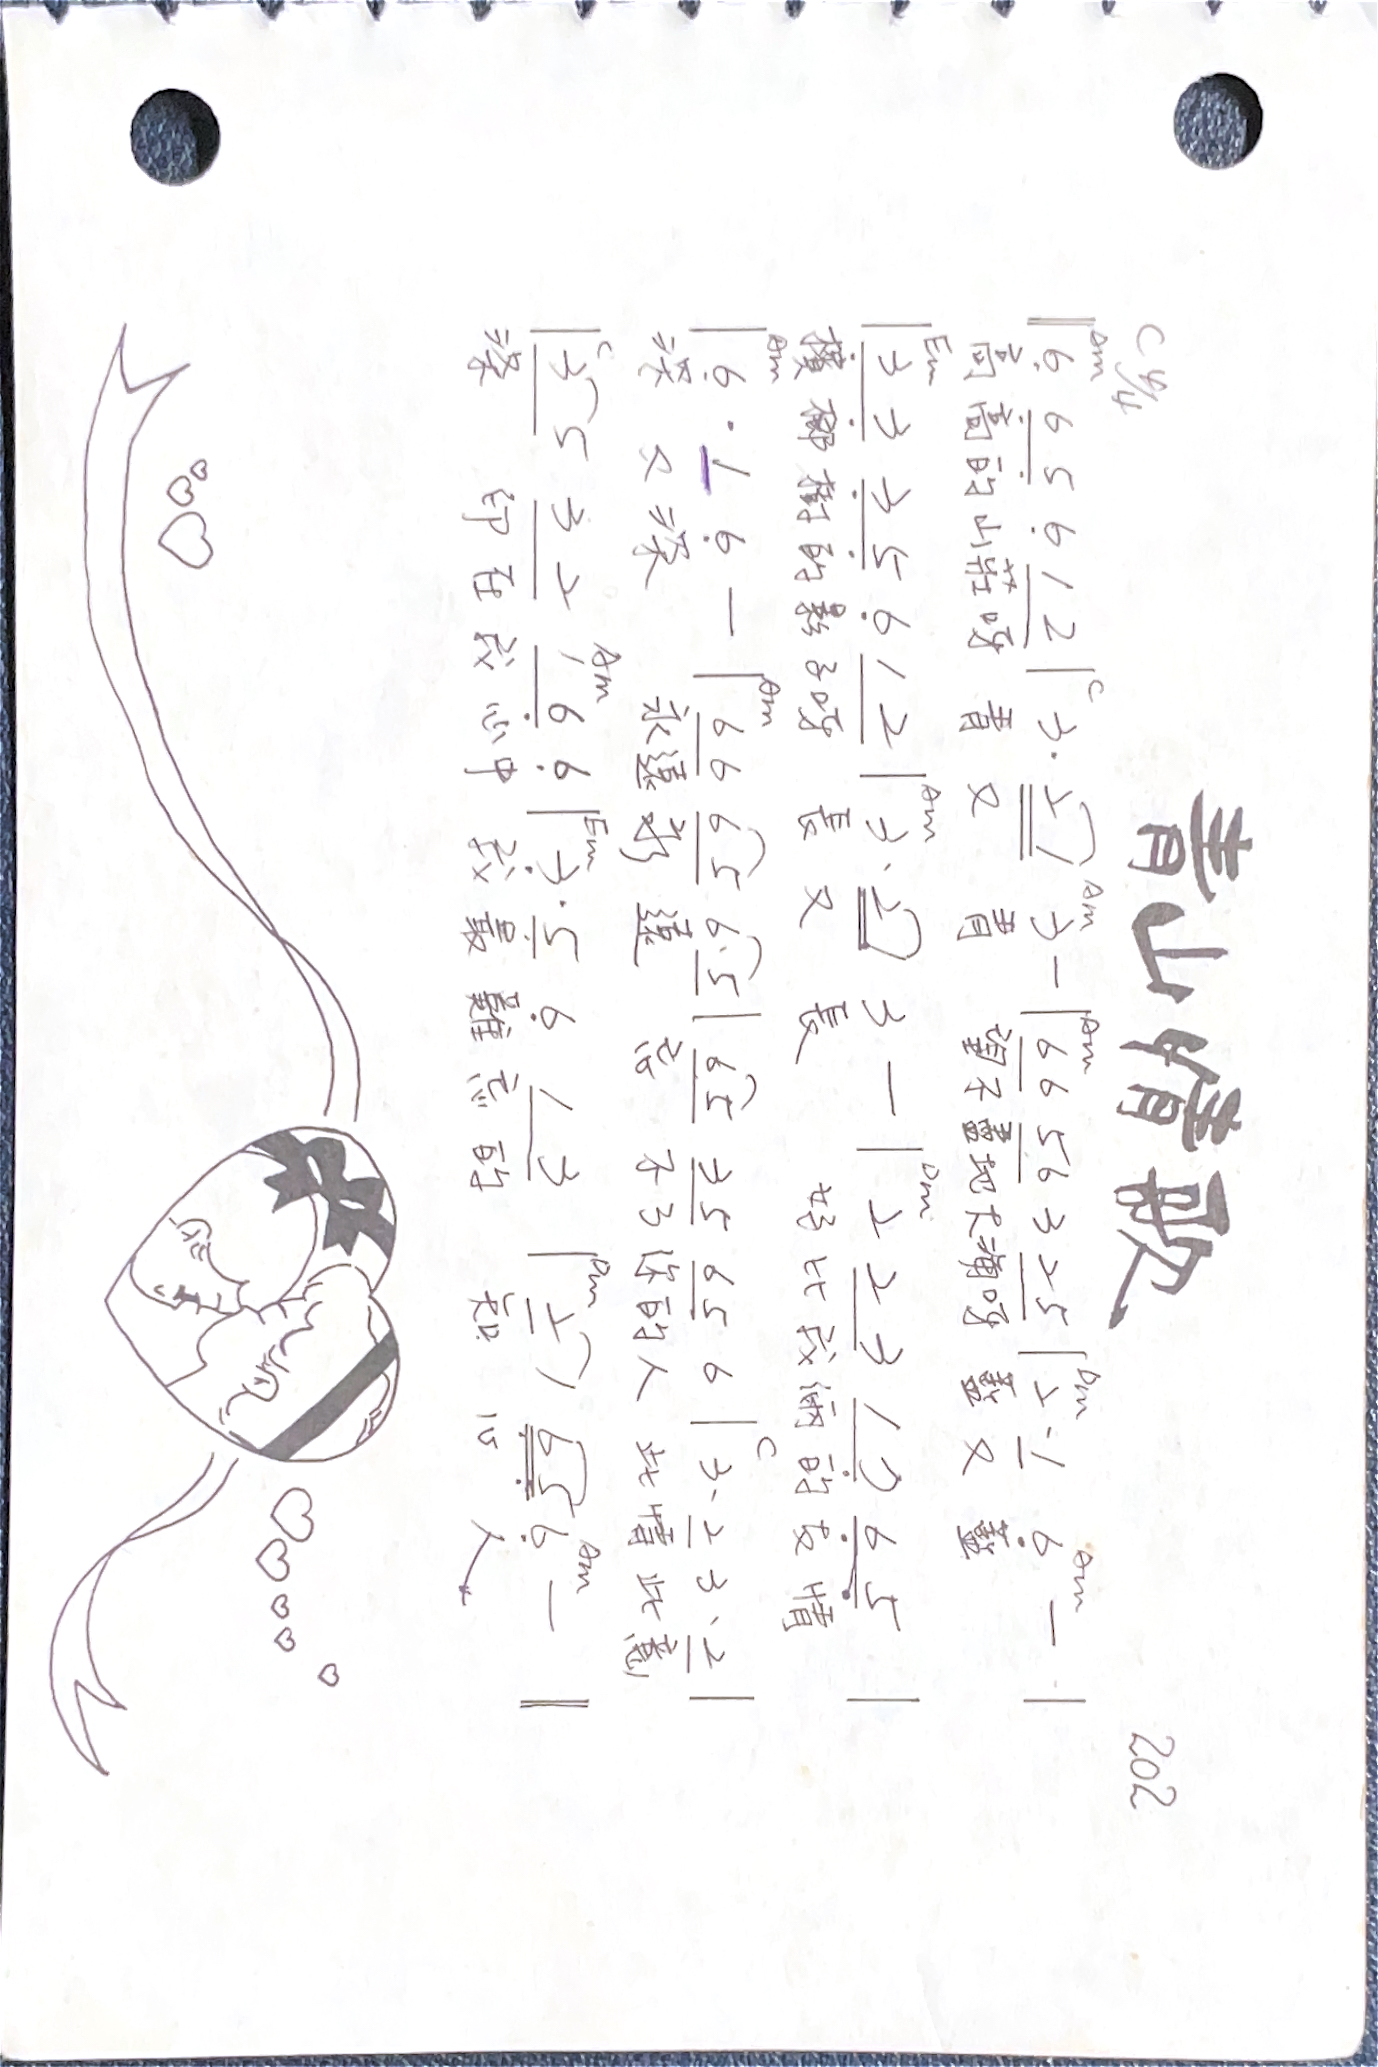 青山情歌
C 4/4 202
Am C Am Am Dm Am
‖ 6 6 5 6 1 2 | 3 . 2 1 3 — | 6 6 5 6 3 2 5 | 2 . 1 6 — |
高 高 的 山 莊 呀 青 又 青 望 不 盡 地 大 海 呀 藍 又 藍
Em Am Dm
| 3 3 3 5 6 1 2 | 3 . 2 1 3 — | 2 2 3 1 7 6 5 |
檳 榔 樹 的 影 子 呀 長 又 長 好 比 我 倆 的 友 情
Am Am C
| 6 . 1 6 — | 6 6 6 5 6 . 5 | 6 5 3 5 6 5 6 | 3 . 2 3 . 2 |
深 又 深 永 遠 永 遠 忘 不 了 你 的 人 此 情 此 意
C Am Em Dm Am
| 3 5 3 2 1 6 6 | 3 . 5 6 1 3 | 2 1 6 5 6 — ‖
深 印 在 我 心 中 我 最 難 忘 的 知 心 人